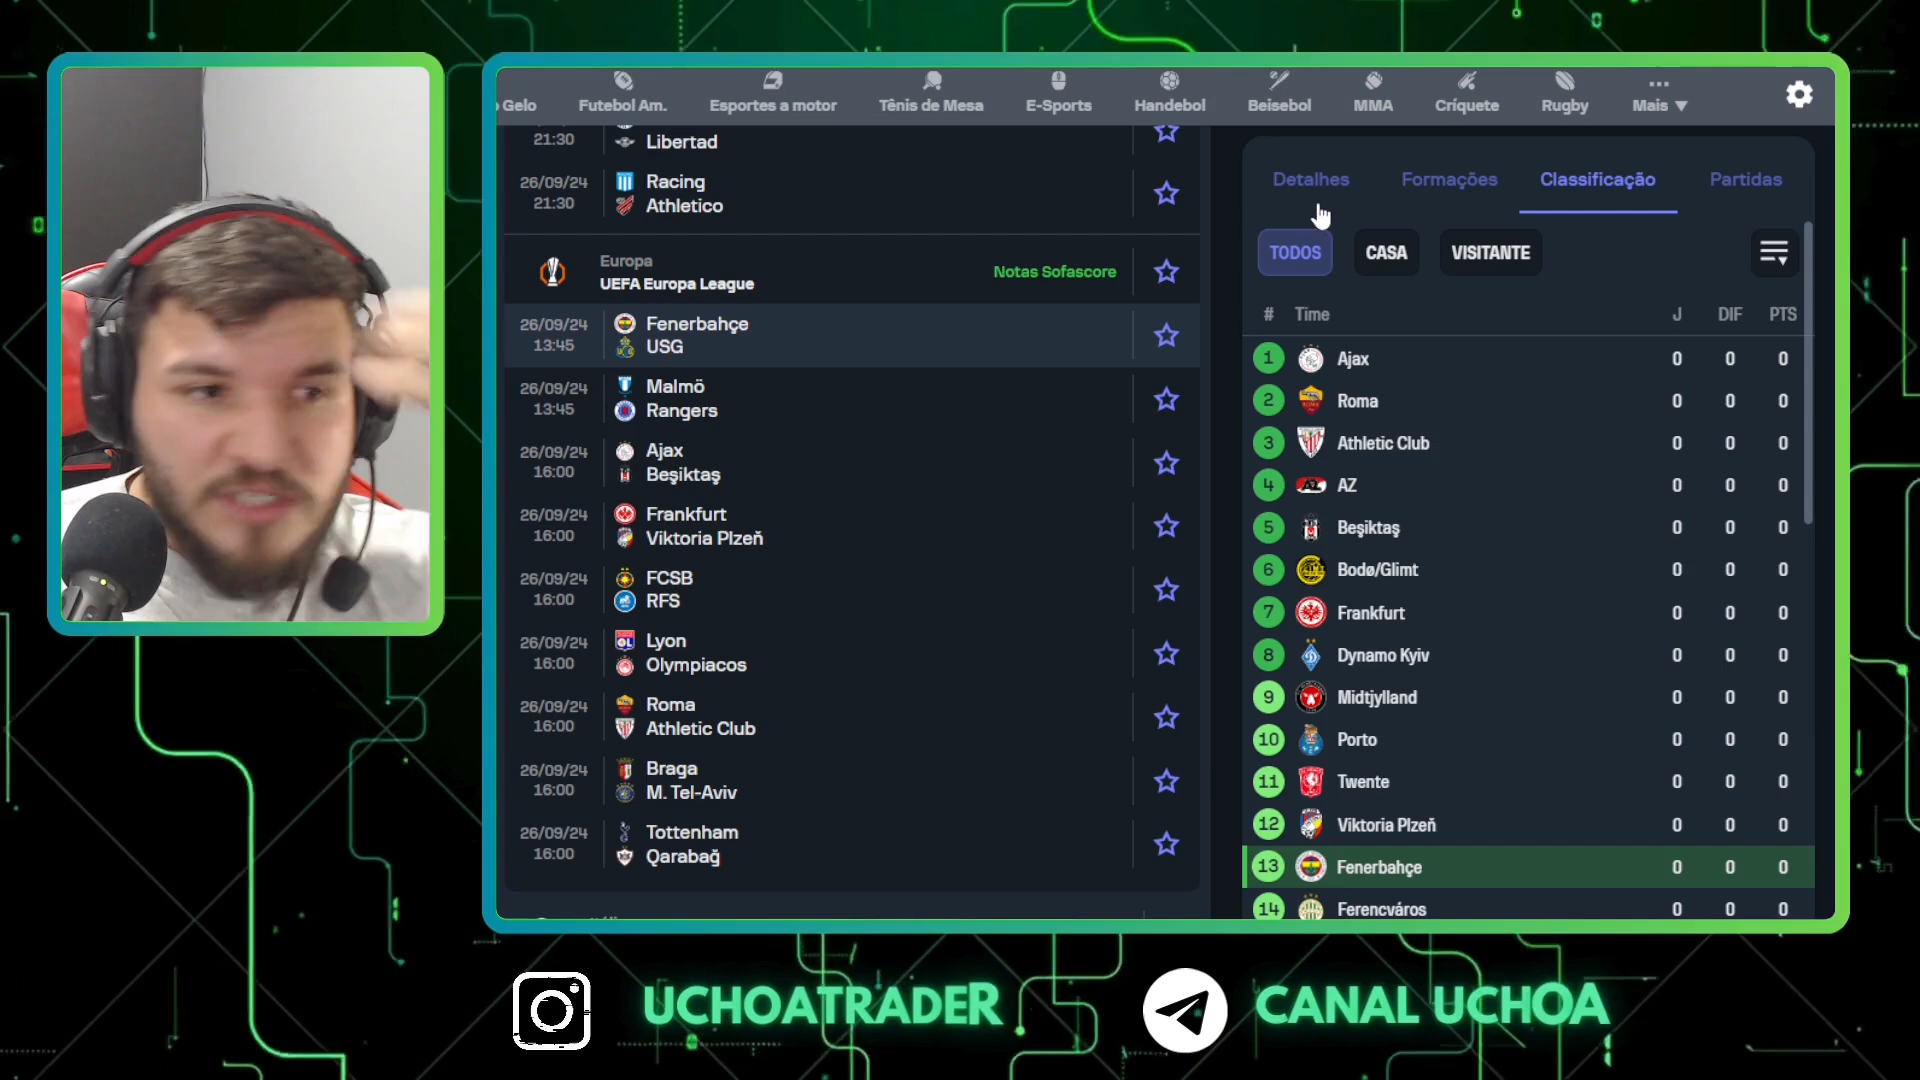 o Gelo
Futebol Am.
Esportes a motor
Tênis de Mesa
E-Sports
Handebol
Beisebol
MMA
Críquete
Rugby
Mais ▼
21:30
Libertad
26/09/24
21:30
Racing
Athletico
Europa
UEFA Europa League
Notas Sofascore
26/09/24
13:45
Fenerbahçe
USG
26/09/24
13:45
Malmö
Rangers
26/09/24
16:00
Ajax
Beşiktaş
26/09/24
16:00
Frankfurt
Viktoria Plzeň
26/09/24
16:00
FCSB
RFS
26/09/24
16:00
Lyon
Olympiacos
26/09/24
16:00
Roma
Athletic Club
26/09/24
16:00
Braga
M. Tel-Aviv
26/09/24
16:00
Tottenham
Qarabağ
Detalhes Formações Classificação Partidas
TODOS CASA VISITANTE
# Time J DIF PTS
1 Ajax 0 0 0
2 Roma 0 0 0
3 Athletic Club 0 0 0
4 AZ 0 0 0
5 Beşiktaş 0 0 0
6 Bodø/Glimt 0 0 0
7 Frankfurt 0 0 0
8 Dynamo Kyiv 0 0 0
9 Midtjylland 0 0 0
10 Porto 0 0 0
11 Twente 0 0 0
12 Viktoria Plzeň 0 0 0
13 Fenerbahçe 0 0 0
14 Ferencváros 0 0 0
UCHOATRADER
CANAL UCHOA